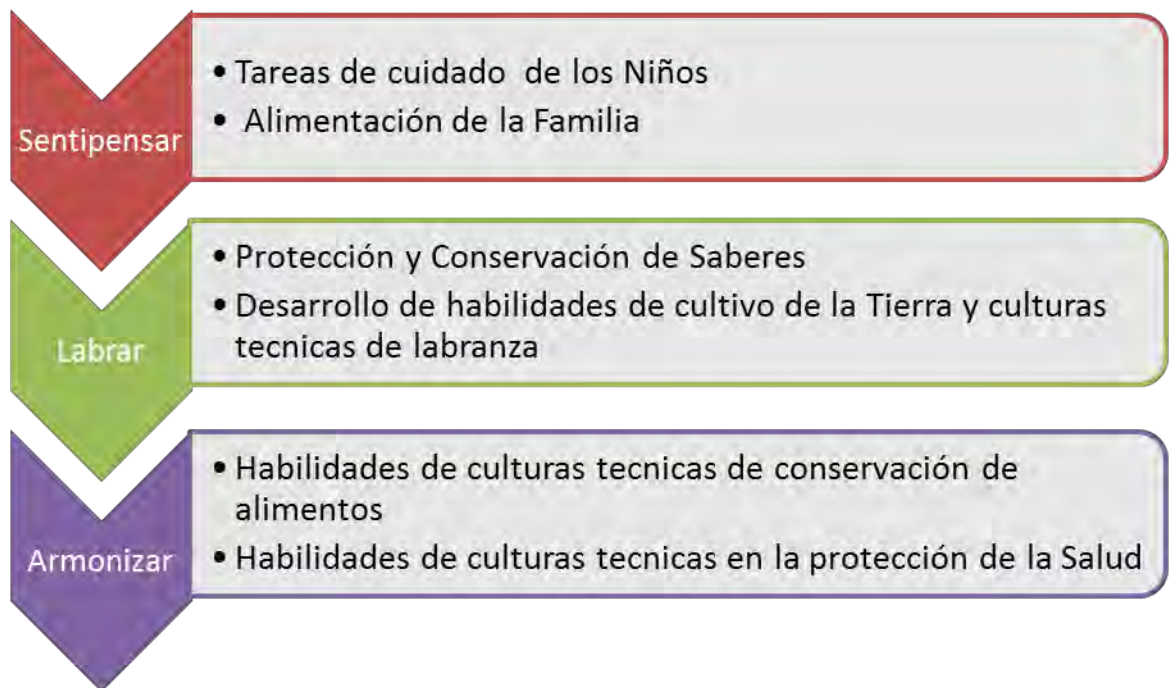 Sentipensar
• Tareas de cuidado de los Niños
• Alimentación de la Familia
Labrar
• Protección y Conservación de Saberes
• Desarrollo de habilidades de cultivo de la Tierra y culturas
tecnicas de labranza
Armonizar
• Habilidades de culturas tecnicas de conservación de
alimentos
• Habilidades de culturas tecnicas en la protección de la Salud